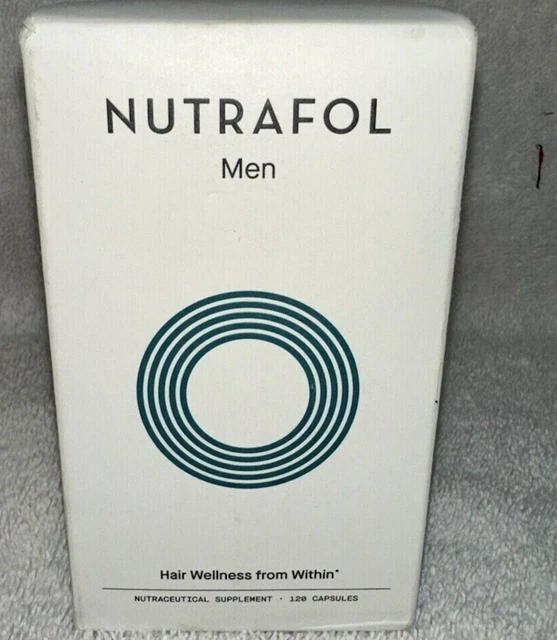 NUTRAFOL
Men
Hair Wellness from Within*
NUTRACEUTICAL SUPPLEMENT · 120 CAPSULES